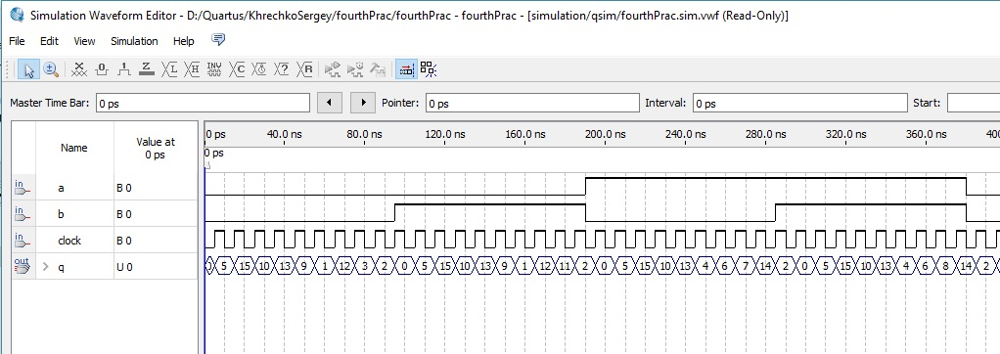 Simulation Waveform Editor - D:/Quartus/KhrechkoSergey/fourthPrac/fourthPrac - fourthPrac - [simulation/qsim/fourthPrac.sim.vwf (Read-Only)]
File Edit View Simulation Help
Master Time Bar: 0 ps Pointer: 0 ps Interval: 0 ps Start:
Name Value at 0 ps
0 ps 40.0 ns 80.0 ns 120.0 ns 160.0 ns 200.0 ns 240.0 ns 280.0 ns 320.0 ns 360.0 ns 400
0 ps
in a B 0
in b B 0
in clock B 0
out > q U 0 5 15 10 13 9 1 12 3 2 0 5 15 10 13 9 1 12 11 2 0 5 15 10 13 4 6 7 14 2 0 5 15 10 13 4 6 8 14 2